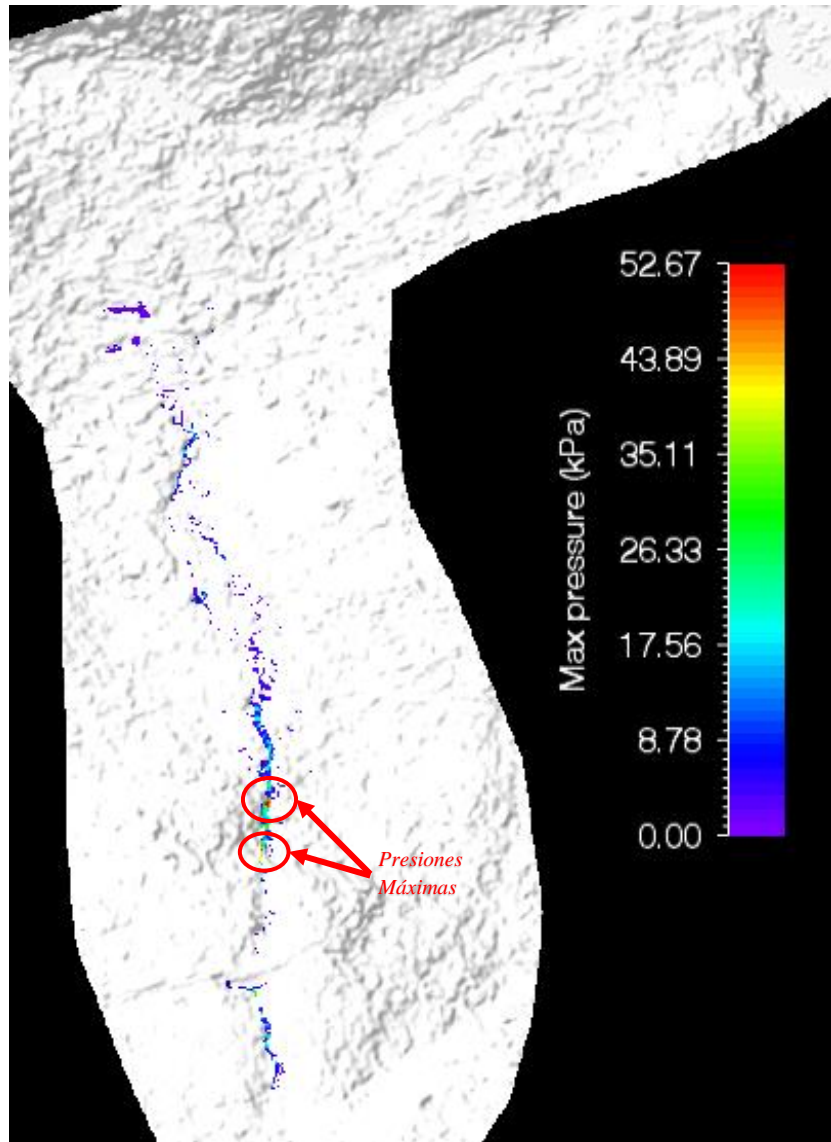 52.67
43.89
35.11
26.33
17.56
8.78
0.00
Max pressure (kPa)
Presiones
Máximas